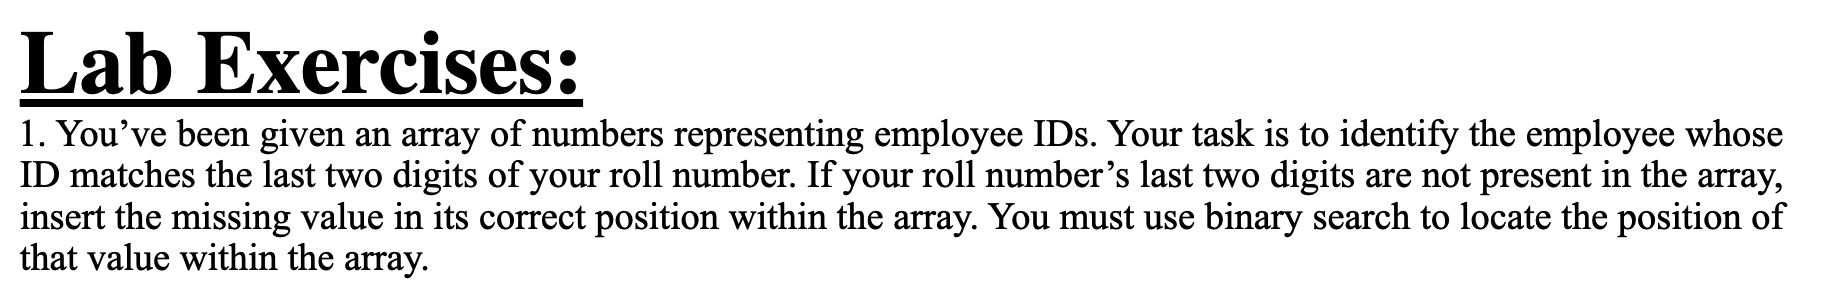 Lab Exercises:
1. You’ve been given an array of numbers representing employee IDs. Your task is to identify the employee whose
ID matches the last two digits of your roll number. If your roll number’s last two digits are not present in the array,
insert the missing value in its correct position within the array. You must use binary search to locate the position of
that value within the array.